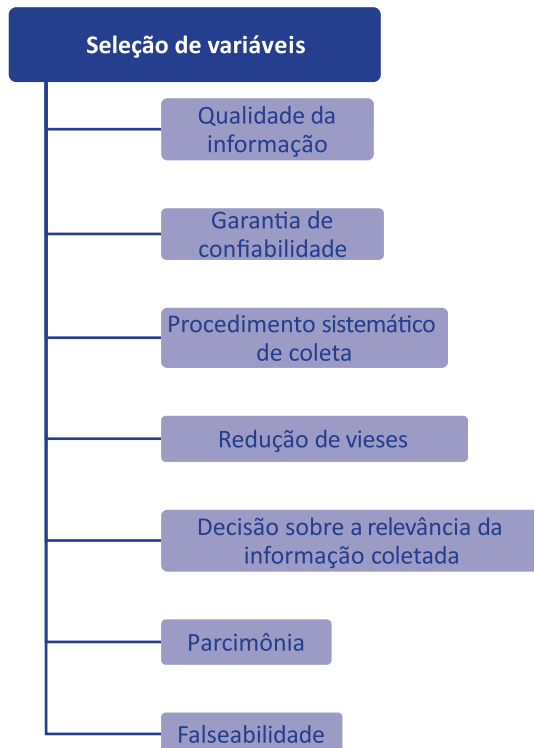 Seleção de variáveis
Qualidade da
informação
Garantia de
confiabilidade
Procedimento sistemático
de coleta
Redução de vieses
Decisão sobre a relevância da
informação coletada
Parcimônia
Falseabilidade